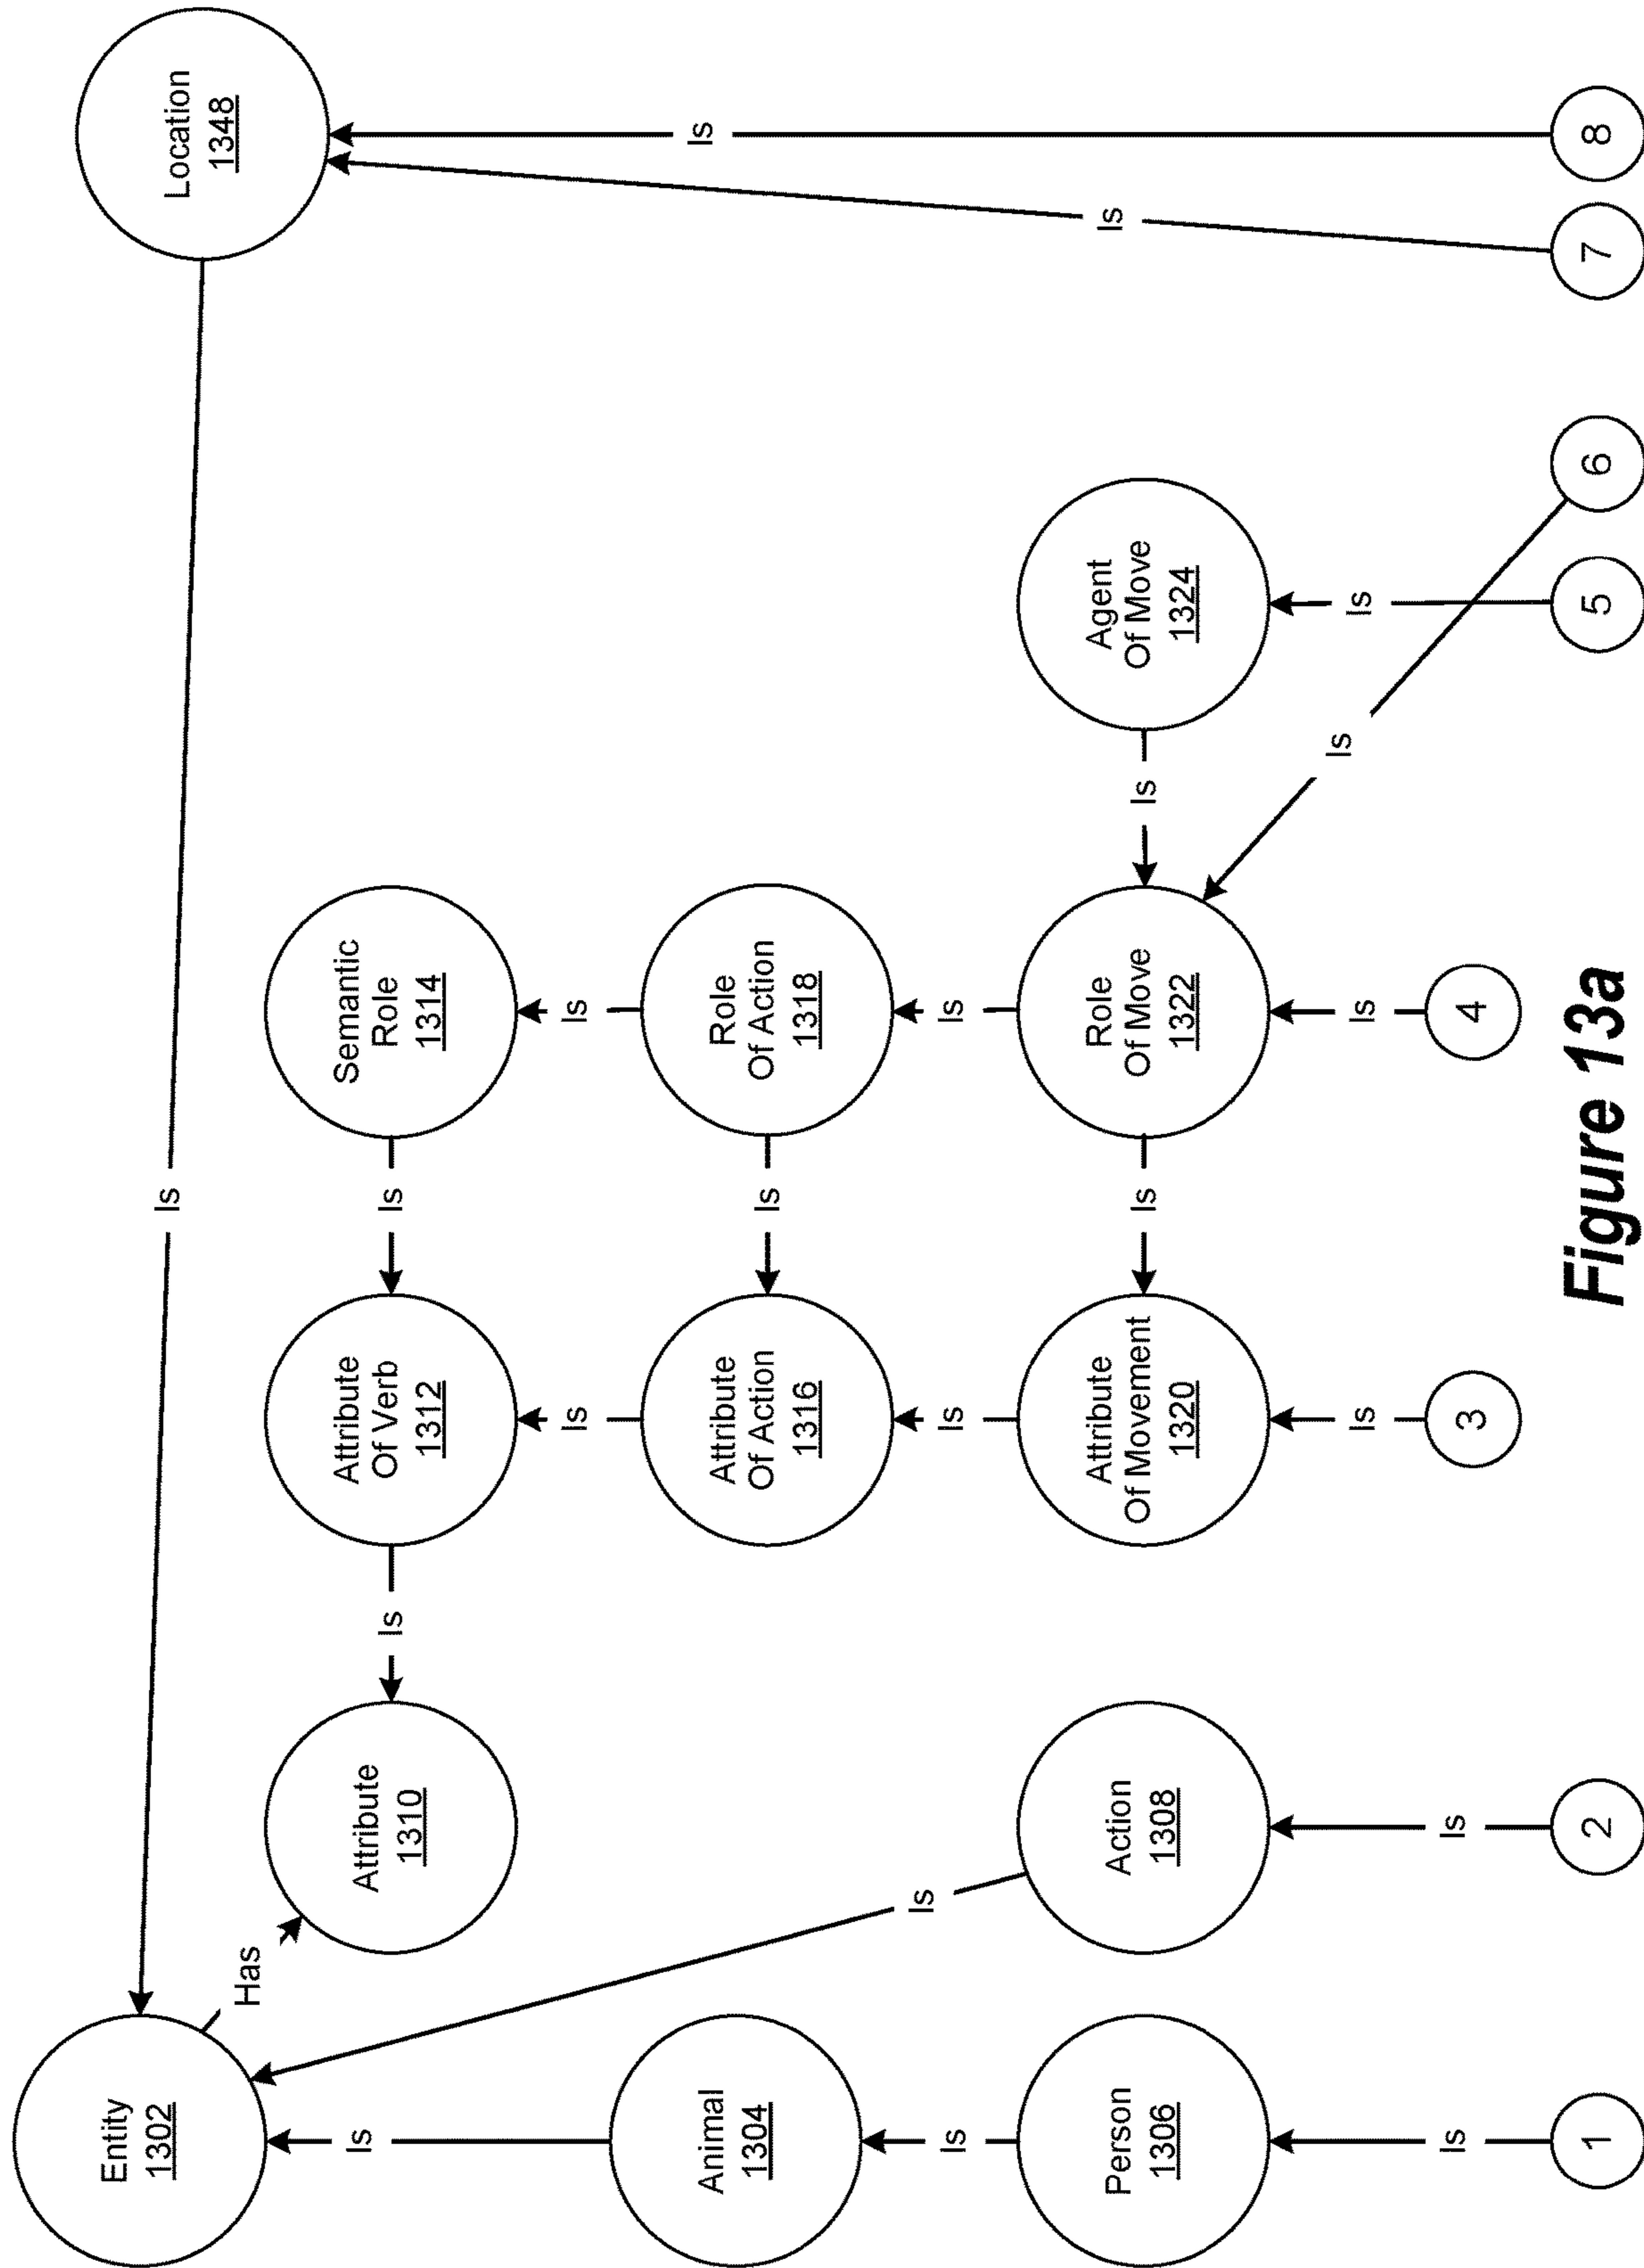 Entity
1302
Is
Location
1348
Has
Is
Attribute
1310
Is
Attribute
Of Verb
1312
Is
Semantic
Role
1314
Is
Is
Is
Animal
1304
Attribute
Of Action
1316
Is
Role
Of Action
1318
Is
Is
Is
Is
Is
Person
1306
Action
1308
Attribute
Of Movement
1320
Is
Role
Of Move
1322
Is
Agent
Of Move
1324
Is
Is
Is
Is
Is
Is
3
4
1
2
5
6
7
8
Figure 13a